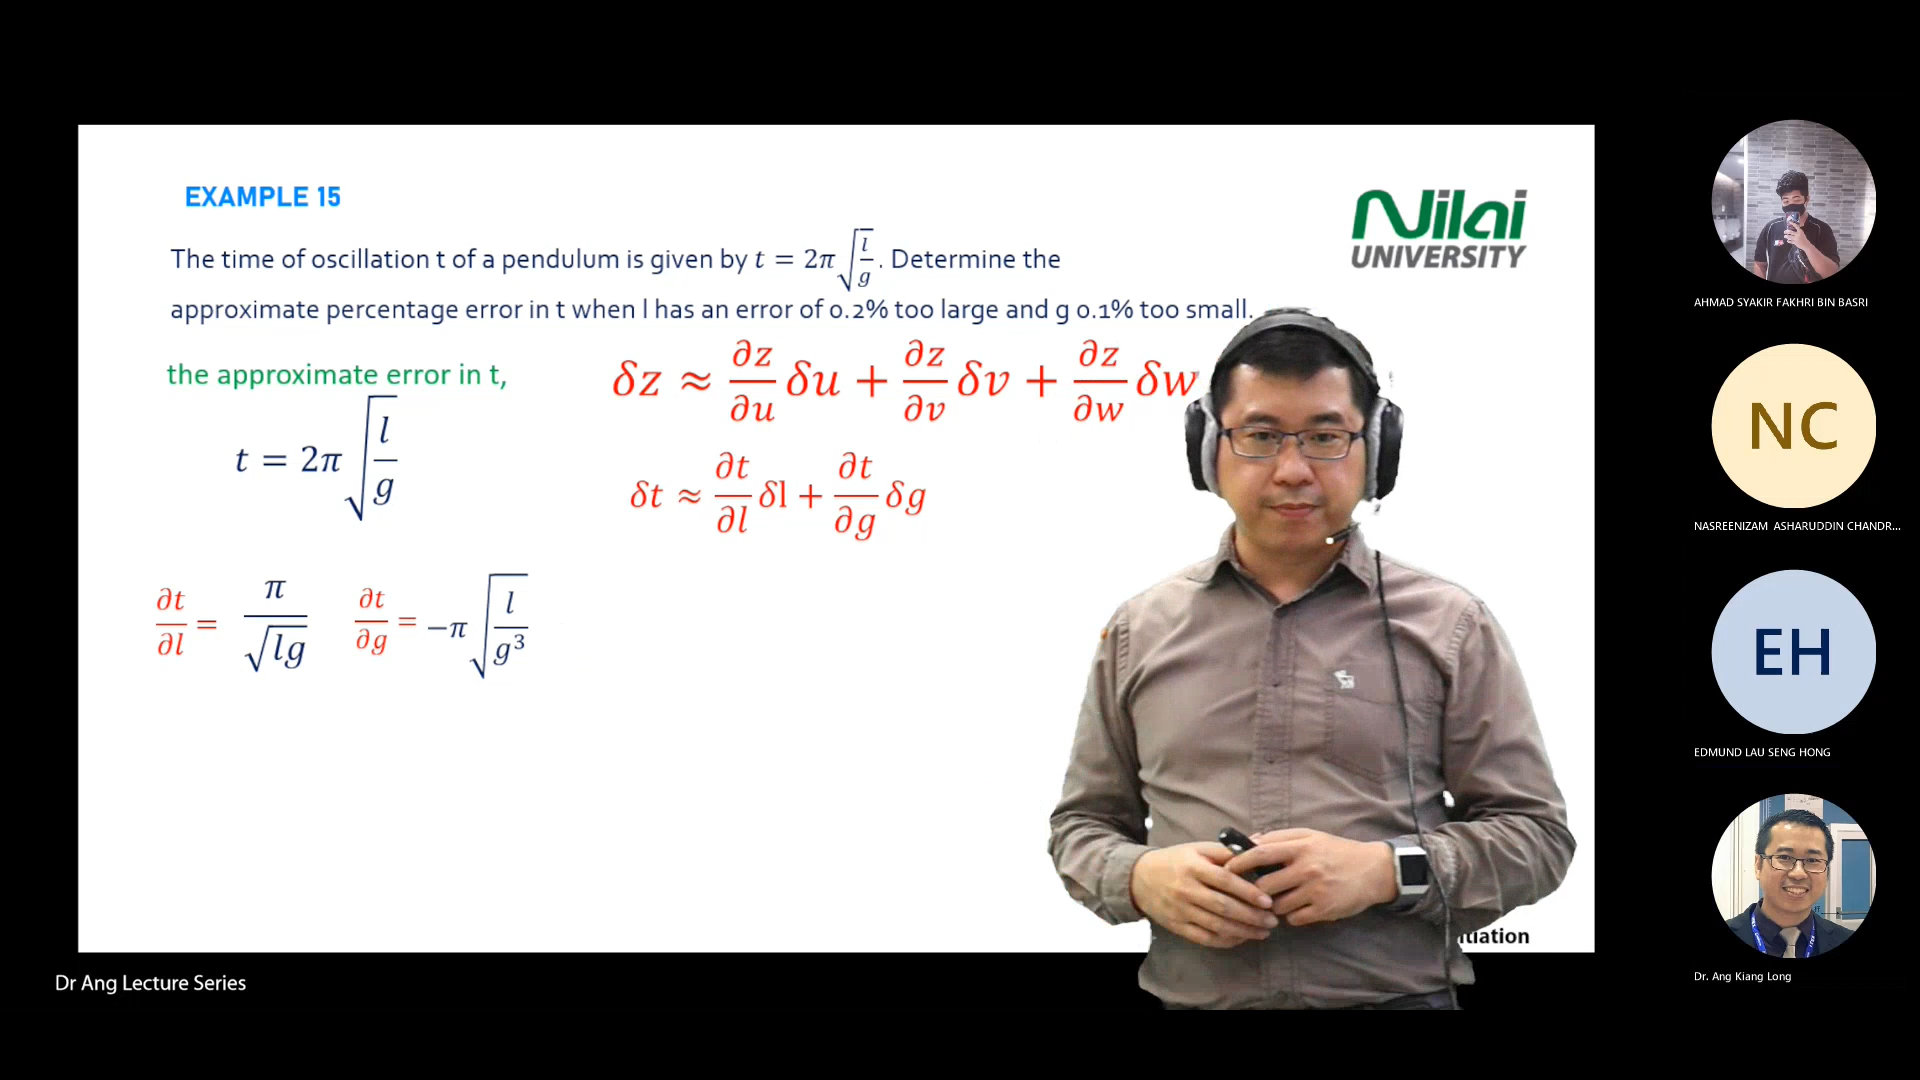 EXAMPLE 15
Nilai
UNIVERSITY
The time of oscillation t of a pendulum is given by t = 2π√(l/g). Determine the
approximate percentage error in t when l has an error of 0.2% too large and g 0.1% too small.
the approximate error in t,
δz ≈ ∂z/∂u δu + ∂z/∂v δv + ∂z/∂w δw
t = 2π√(l/g)
δt ≈ ∂t/∂l δl + ∂t/∂g δg
∂t/∂l = π/√(lg) ∂t/∂g = −π√(l/g³)
Dr Ang Lecture Series
AHMAD SYAKIR FAKHRI BIN BASRI
NC
NASREENIZAM ASHARUDDIN CHANDR...
EH
EDMUND LAU SENG HONG
Dr. Ang Kiang Long